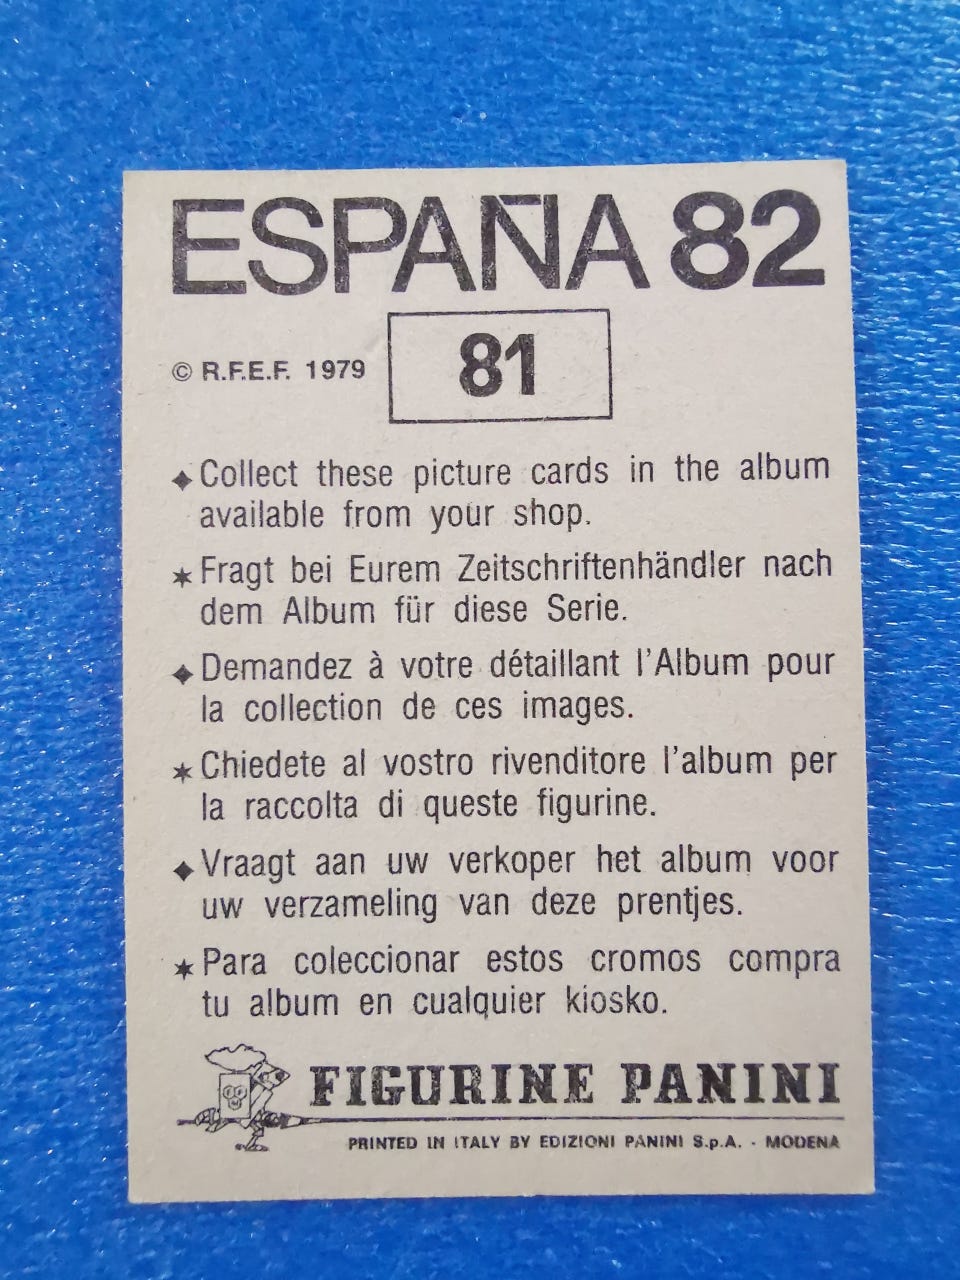 ESPAÑA 82
© R.F.E.F. 1979
81
◆ Collect these picture cards in the album
available from your shop.
✶ Fragt bei Eurem Zeitschriftenhändler nach
dem Album für diese Serie.
◆ Demandez à votre détaillant l'Album pour
la collection de ces images.
✶ Chiedete al vostro rivenditore l'album per
la raccolta di queste figurine.
◆ Vraagt aan uw verkoper het album voor
uw verzameling van deze prentjes.
✶ Para coleccionar estos cromos compra
tu album en cualquier kiosko.
FIGURINE PANINI
PRINTED IN ITALY BY EDIZIONI PANINI S.p.A. - MODENA